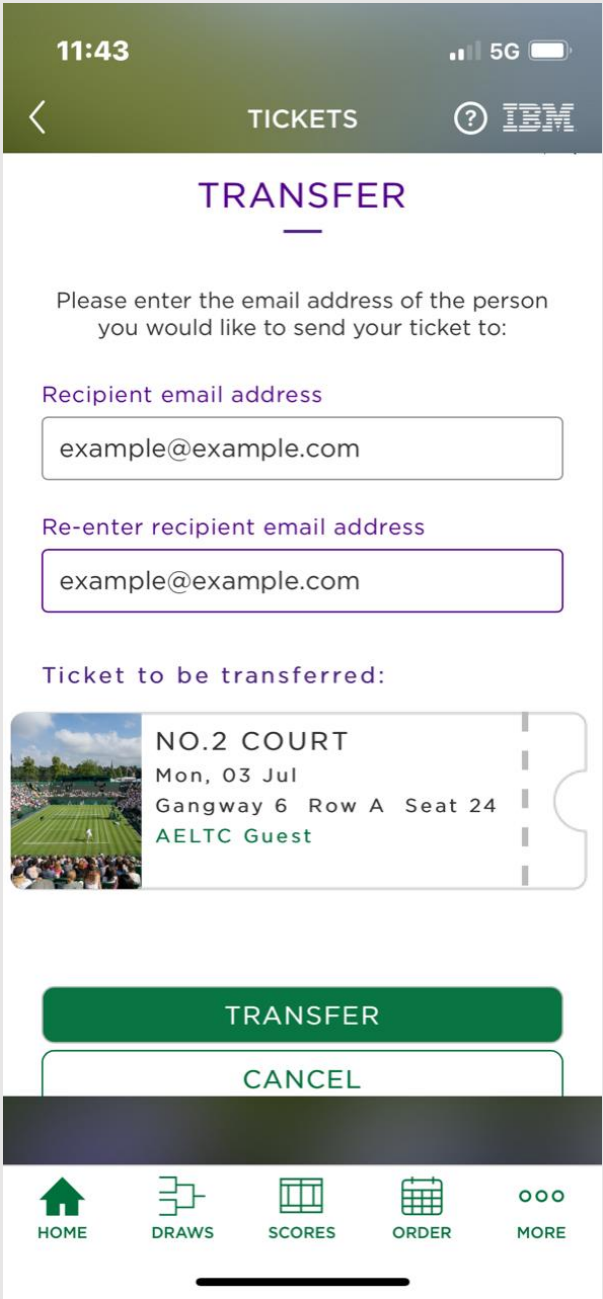 11:43
5G
TICKETS
? IBM
TRANSFER
Please enter the email address of the person
you would like to send your ticket to:
Recipient email address
example@example.com
Re-enter recipient email address
example@example.com
Ticket to be transferred:
NO.2 COURT
Mon, 03 Jul
Gangway 6 Row A Seat 24
AELTC Guest
TRANSFER
CANCEL
HOME
DRAWS
SCORES
ORDER
MORE